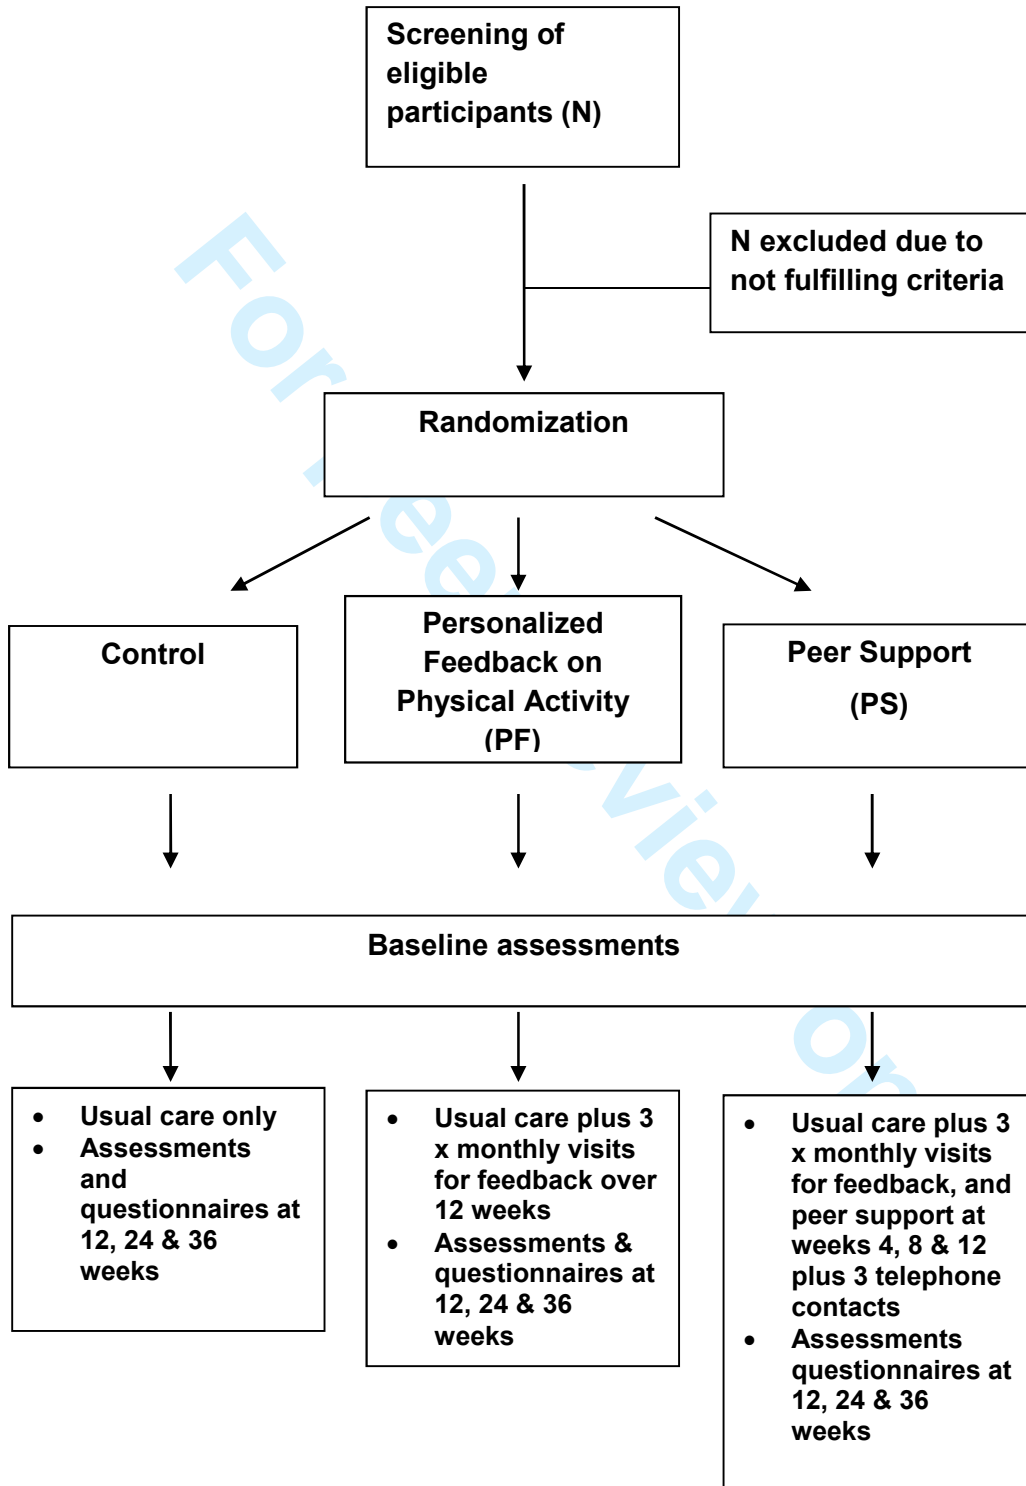 Screening of
eligible
participants (N)
N excluded due to
not fulfilling criteria
Randomization
Control
Personalized
Feedback on
Physical Activity
(PF)
Peer Support
(PS)
Baseline assessments
• Usual care only
• Assessments
and
questionnaires at
12, 24 & 36
weeks
• Usual care plus 3
x monthly visits
for feedback over
12 weeks
• Assessments &
questionnaires at
12, 24 & 36
weeks
• Usual care plus 3
x monthly visits
for feedback, and
peer support at
weeks 4, 8 & 12
plus 3 telephone
contacts
• Assessments
questionnaires at
12, 24 & 36
weeks